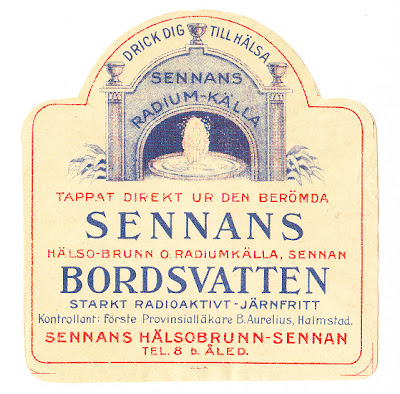 DRICK DIG TILL HÄLSA
SENNANS
RADIUM-KÄLLA
TAPPAT DIREKT UR DEN BERÖMDA
SENNANS
HÄLSO-BRUNN O. RADIUMKÄLLA, SENNAN
BORDSVATTEN
STARKT RADIOAKTIVT - JÄRNFRITT
Kontrollant: Förste Provinsialläkare B. Aurelius, Halmstad.
SENNANS HÄLSOBRUNN-SENNAN
TEL. 8 b. ÅLED.